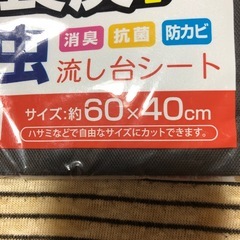 消臭 抗菌 防カビ
虫 流し台シート
サイズ:約60×40cm
ハサミなどで自由なサイズにカットできます。